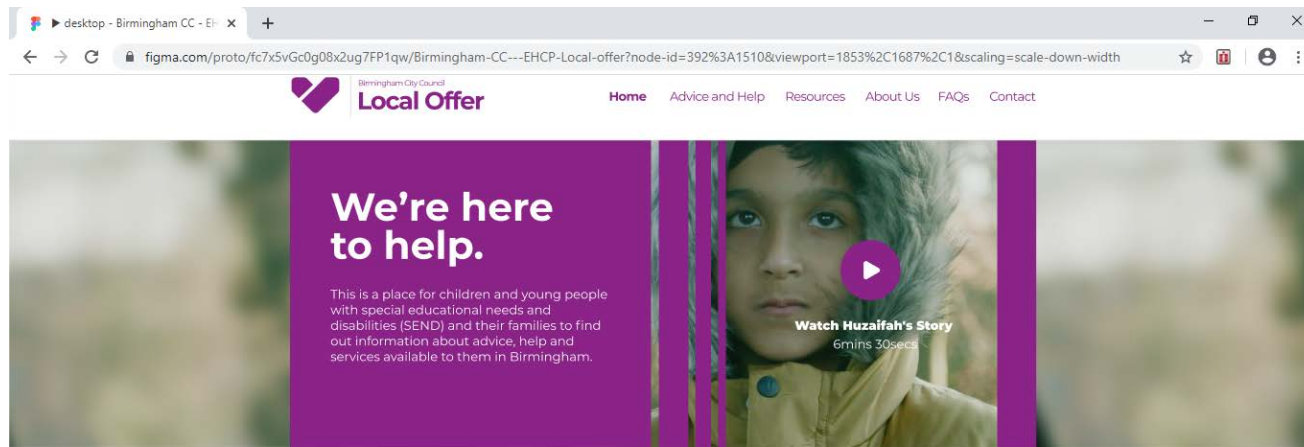 desktop - Birmingham CC - EH
figma.com/proto/fc7x5vGc0g08x2ug7FP1qw/Birmingham-CC---EHCP-Local-offer?node-id=392%3A1510&viewport=1853%2C1687%2C1&scaling=scale-down-width
Birmingham City Council
Local Offer
Home Advice and Help Resources About Us FAQs Contact
We're here
to help.
This is a place for children and young people
with special educational needs and
disabilities (SEND) and their families to find
out information about advice, help and
services available to them in Birmingham.
Watch Huzaifah's Story
6mins 30secs